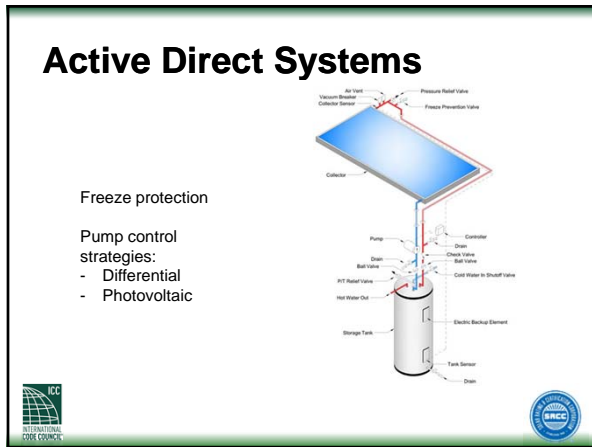 Active Direct Systems
Air Vent
Vacuum Breaker
Collector Sensor
Pressure Relief Valve
Freeze Prevention Valve
Collector
Freeze protection
Pump control
strategies:
- Differential
- Photovoltaic
Pump
Drain
Ball Valve
P/T Relief Valve
Hot Water Out
Storage Tank
Controller
Drain
Check Valve
Ball Valve
Cold Water In Shutoff Valve
Electric Backup Element
Tank Sensor
Drain
ICC
INTERNATIONAL
CODE COUNCIL
SRCC